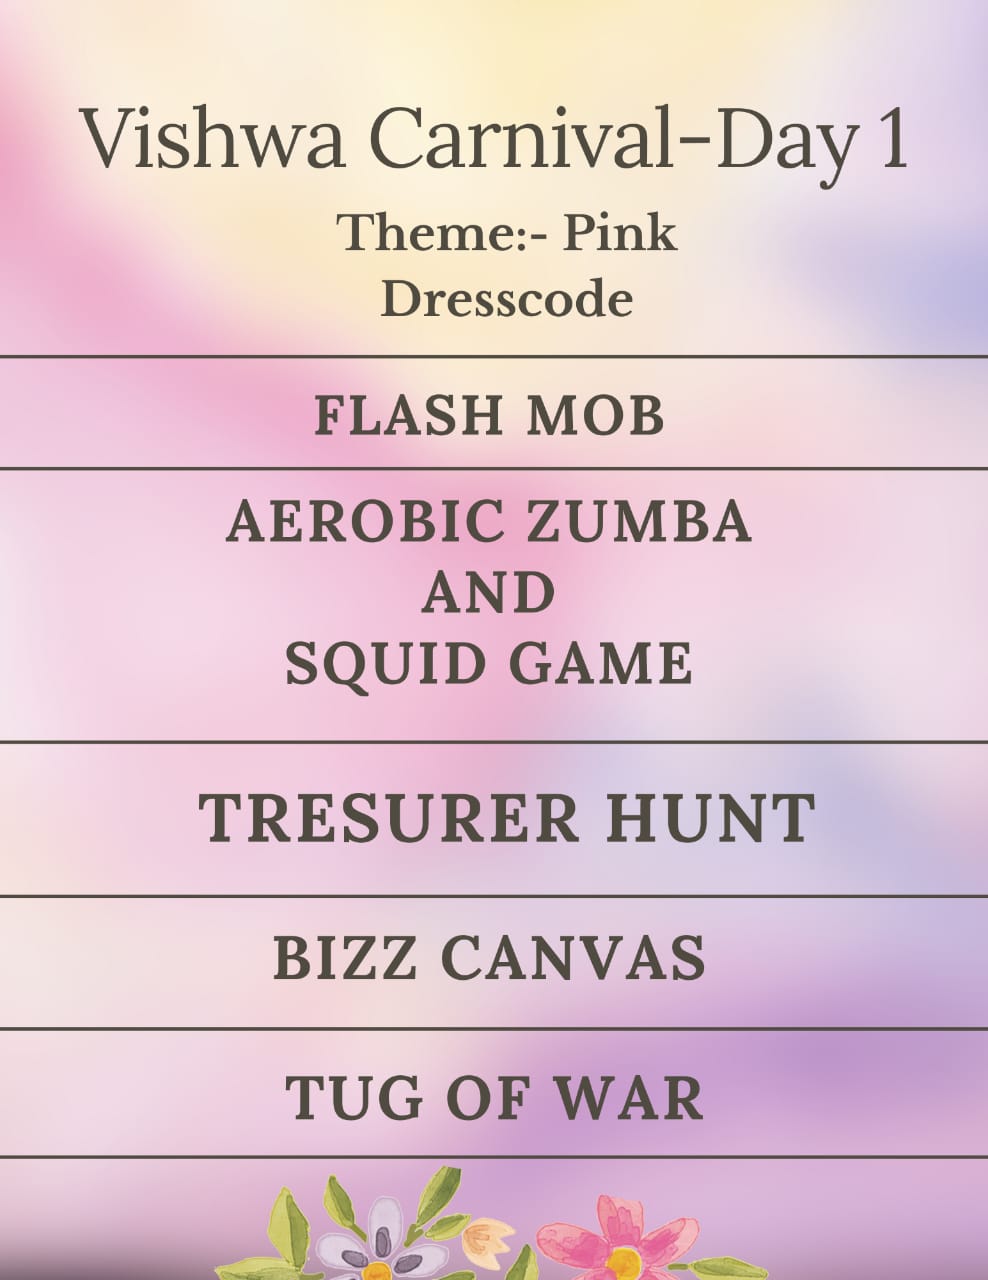 Vishwa Carnival-Day 1
Theme:- Pink
Dresscode
FLASH MOB
AEROBIC ZUMBA
AND
SQUID GAME
TRESURER HUNT
BIZZ CANVAS
TUG OF WAR